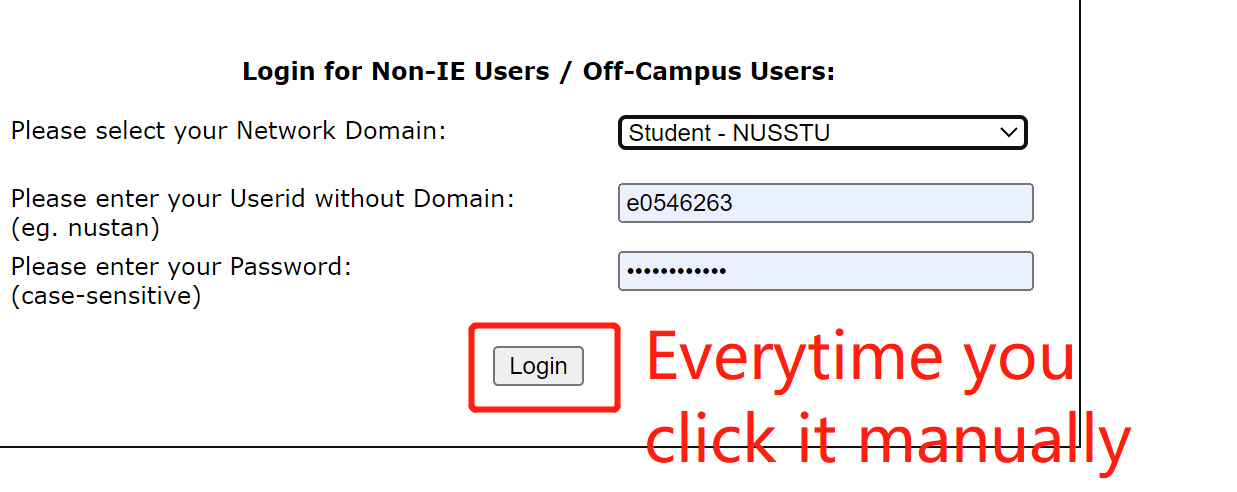 Login for Non-IE Users / Off-Campus Users:
Please select your Network Domain:
Student - NUSSTU
Please enter your Userid without Domain:
(eg. nustan)
e0546263
Please enter your Password:
(case-sensitive)
••••••••••••
Login
Everytime you
click it manually